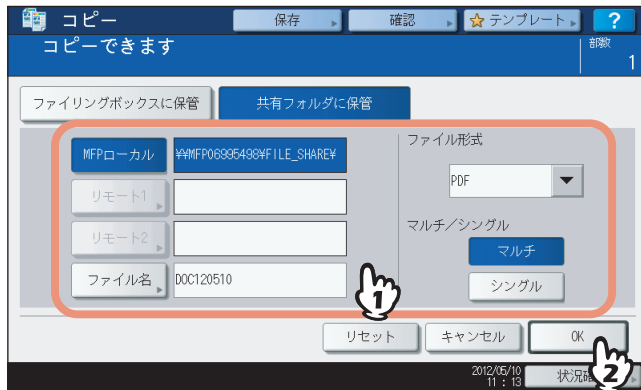 コピー
保存
確認
テンプレート
?
コピーできます
部数
1
ファイリングボックスに保管
共有フォルダに保管
MFPローカル
¥¥MFP06995498¥FILE_SHARE¥
リモート1
リモート2
ファイル名
DOC120510
ファイル形式
PDF
マルチ/シングル
マルチ
シングル
1
リセット
キャンセル
OK
2
2012/05/10
11 : 13
状況確